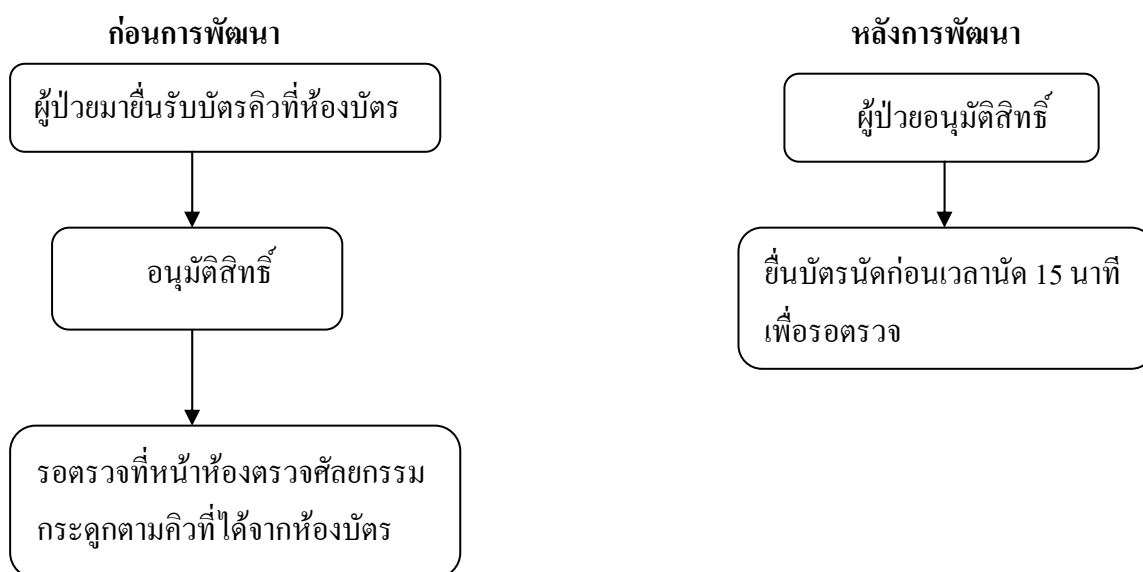 ก่อนการพัฒนา
ผู้ป่วยมายื่นรับบัตรคิวที่ห้องบัตร
อนุมัติสิทธิ์
รอตรวจที่หน้าห้องตรวจศัลยกรรม
กระดูกตามคิวที่ได้จากห้องบัตร
หลังการพัฒนา
ผู้ป่วยอนุมัติสิทธิ์
ยื่นบัตรนัดก่อนเวลานัด 15 นาที
เพื่อรอตรวจ